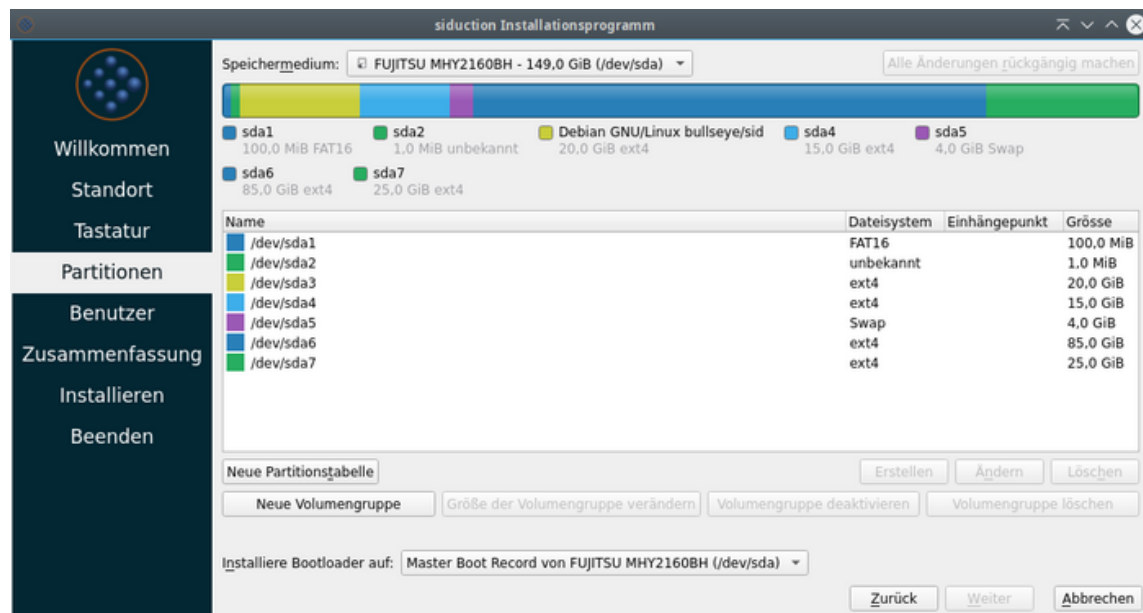 siduction Installationsprogramm
Speichermedium: FUJITSU MHY2160BH - 149,0 GiB (/dev/sda) Alle Änderungen rückgängig machen
sda1 sda2 Debian GNU/Linux bullseye/sid sda4 sda5
100,0 MiB FAT16 1,0 MiB unbekannt 20,0 GiB ext4 15,0 GiB ext4 4,0 GiB Swap
sda6 sda7
85,0 GiB ext4 25,0 GiB ext4
Willkommen
Standort
Tastatur
Partitionen
Benutzer
Zusammenfassung
Installieren
Beenden
Name Dateisystem Einhängepunkt Grösse
/dev/sda1 FAT16 100,0 MiB
/dev/sda2 unbekannt 1,0 MiB
/dev/sda3 ext4 20,0 GiB
/dev/sda4 ext4 15,0 GiB
/dev/sda5 Swap 4,0 GiB
/dev/sda6 ext4 85,0 GiB
/dev/sda7 ext4 25,0 GiB
Neue Partitionstabelle Erstellen Ändern Löschen
Neue Volumengruppe Größe der Volumengruppe verändern Volumengruppe deaktivieren Volumengruppe löschen
Installiere Bootloader auf: Master Boot Record von FUJITSU MHY2160BH (/dev/sda)
Zurück Weiter Abbrechen